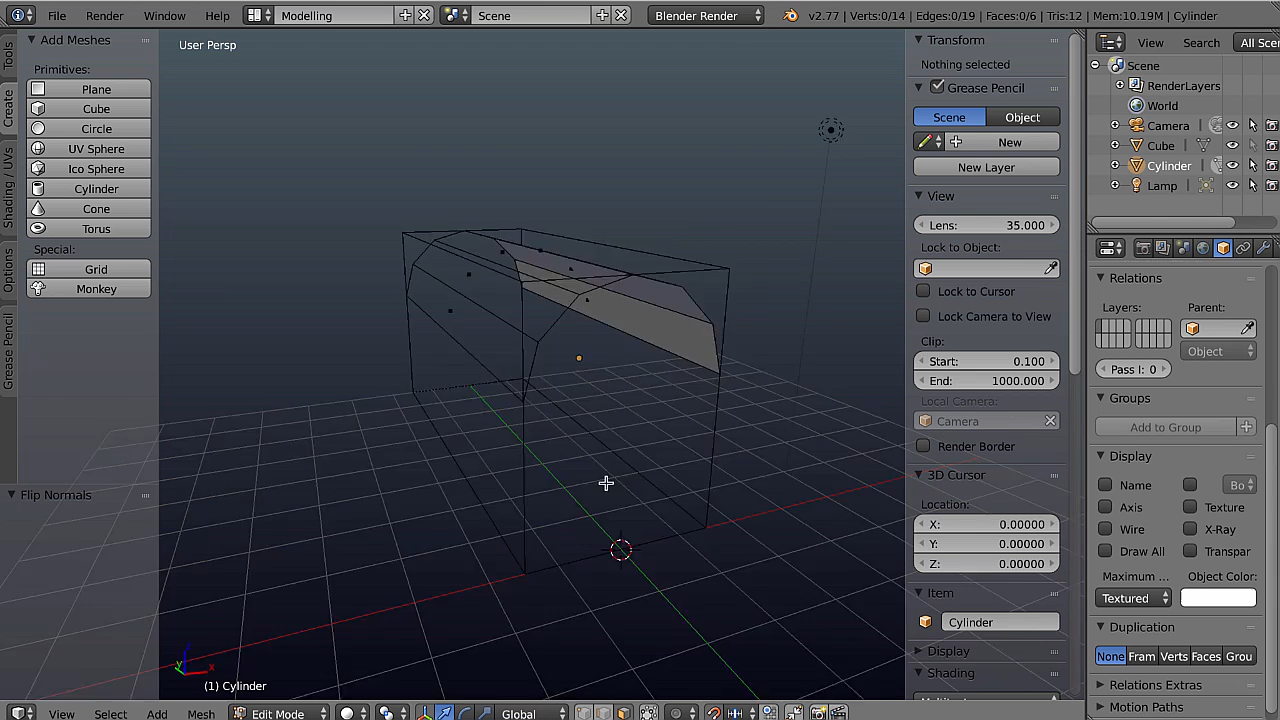 File Render Window Help Modelling Scene Blender Render v2.77 | Verts:0/14 | Edges:0/19 | Faces:0/6 | Tris:12 | Mem:10.19M | Cylinder
Tools
Create
Shading / UVs
Options
Grease Pencil
Add Meshes
Primitives:
Plane
Cube
Circle
UV Sphere
Ico Sphere
Cylinder
Cone
Torus
Special:
Grid
Monkey
Flip Normals
User Persp
z
y
x
(1) Cylinder
Transform
Nothing selected
Grease Pencil
Scene Object
New
New Layer
View
Lens: 35.000
Lock to Object:
Lock to Cursor
Lock Camera to View
Clip:
Start: 0.100
End: 1000.000
Local Camera:
Camera
Render Border
3D Cursor
Location:
X: 0.00000
Y: 0.00000
Z: 0.00000
Item
Cylinder
Display
Shading
View Search All Sce
Scene
RenderLayers
World
Camera
Cube
Cylinder
Lamp
Relations
Layers: Parent:
Object
Pass I: 0
Groups
Add to Group
Display
Name Bo
Axis Texture
Wire X-Ray
Draw All Transpar
Maximum ... Object Color:
Textured
Duplication
None Fram Verts Faces Grou
Relations Extras
Motion Paths
View Select Add Mesh Edit Mode Global